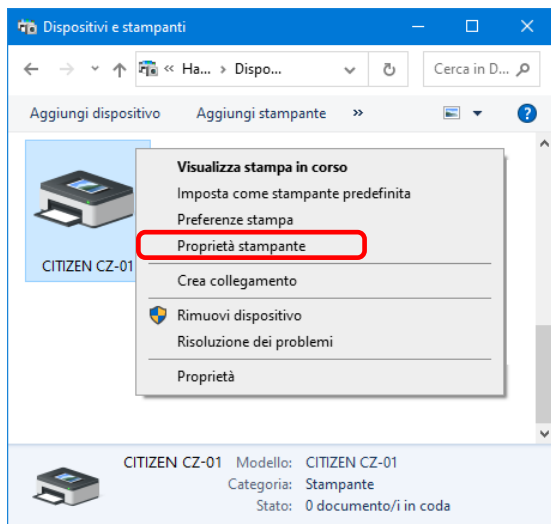 Dispositivi e stampanti
« Ha... › Dispo...
Cerca in D...
Aggiungi dispositivo Aggiungi stampante »
CITIZEN CZ-01
Visualizza stampa in corso
Imposta come stampante predefinita
Preferenze stampa
Proprietà stampante
Crea collegamento
Rimuovi dispositivo
Risoluzione dei problemi
Proprietà
CITIZEN CZ-01 Modello: CITIZEN CZ-01
Categoria: Stampante
Stato: 0 documento/i in coda